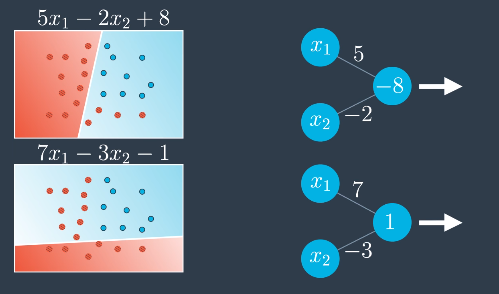 5x₁ − 2x₂ + 8
x₁ 5
−8
x₂ −2
7x₁ − 3x₂ − 1
x₁ 7
1
x₂ −3